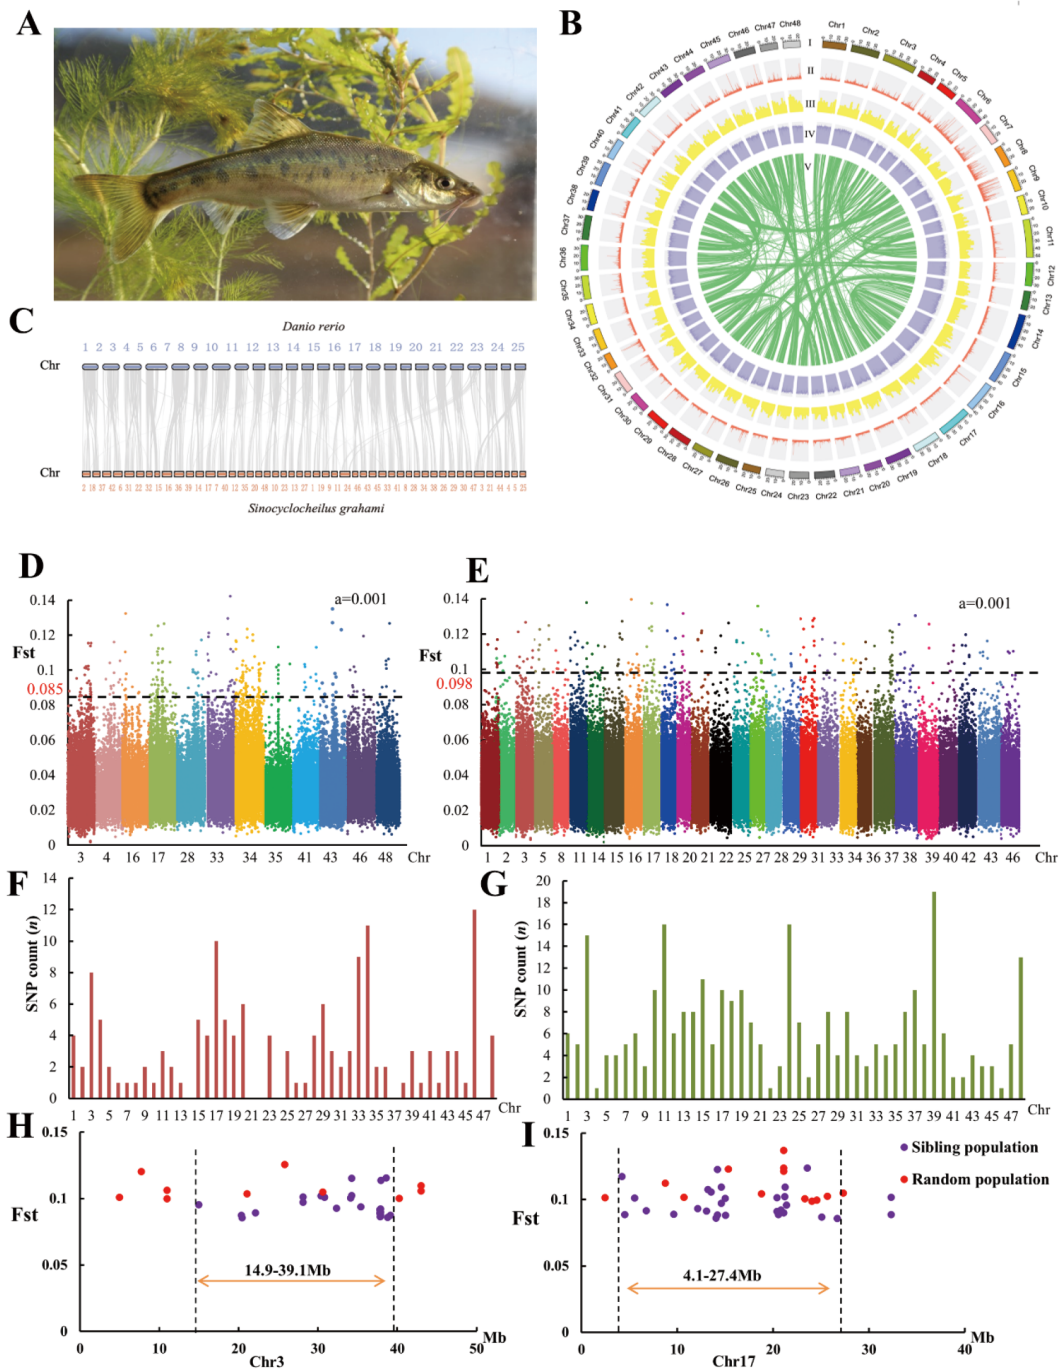 A
B
I
II
III
IV
V
Chr1
Chr2
Chr3
Chr4
Chr5
Chr6
Chr7
Chr8
Chr9
Chr10
Chr11
Chr12
Chr13
Chr14
Chr15
Chr16
Chr17
Chr18
Chr19
Chr20
Chr21
Chr22
Chr23
Chr24
Chr25
Chr26
Chr27
Chr28
Chr29
Chr30
Chr31
Chr32
Chr33
Chr34
Chr35
Chr36
Chr37
Chr38
Chr39
Chr40
Chr41
Chr42
Chr43
Chr44
Chr45
Chr46
Chr47
Chr48
C
Danio rerio
1 2 3 4 5 6 7 8 9 10 11 12 13 14 15 16 17 18 19 20 21 22 23 24 25
Chr
Chr
Sinocyclocheilus grahami
D
a=0.001
Fst
0.14
0.12
0.1
0.085
0.08
0.06
0.04
0.02
0
3 4 16 17 28 33 34 35 41 43 46 48 Chr
E
a=0.001
Fst
0.14
0.12
0.1
0.098
0.08
0.06
0.04
0.02
0
1 2 3 5 8 11 14 15 16 17 18 20 21 22 25 27 28 29 31 33 34 36 37 38 39 40 42 43 46 Chr
F
SNP count (n)
14
12
10
8
6
4
2
0
1 3 5 7 9 11 13 15 17 19 21 23 25 27 29 31 33 35 37 39 41 43 45 47 Chr
G
SNP count (n)
20
18
16
14
12
10
8
6
4
2
0
1 3 5 7 9 11 13 15 17 19 21 23 25 27 29 31 33 35 37 39 41 43 45 47 Chr
H
0.15
0.1
Fst
0.05
0
14.9-39.1Mb
0 10 20 30 40 50 Mb
Chr3
I
0.15
0.1
Fst
0.05
0
Sibling population
Random population
4.1-27.4Mb
0 10 20 30 40 Mb
Chr17